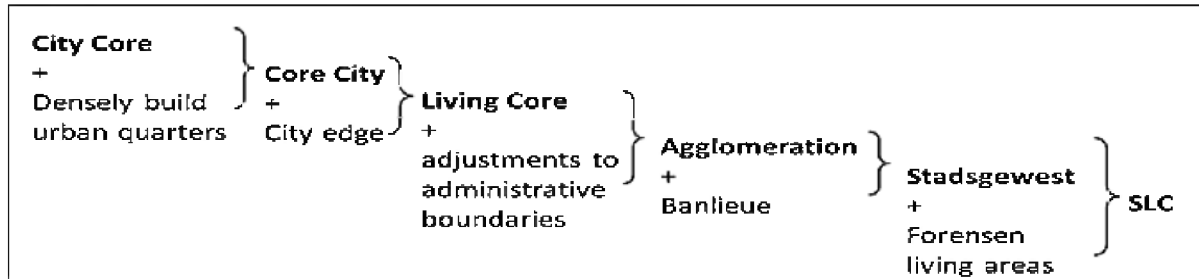 City Core
+
Densely build
urban quarters
Core City
+
City edge
Living Core
+
adjustments to
administrative
boundaries
Agglomeration
+
Banlieue
Stadsgewest
+
Forensen
living areas
SLC